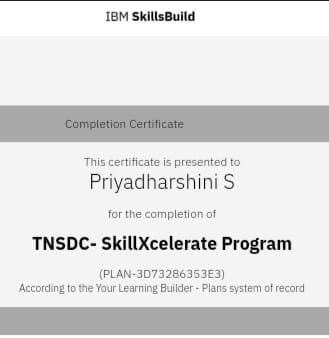 IBM SkillsBuild
Completion Certificate
This certificate is presented to
Priyadharshini S
for the completion of
TNSDC- SkillXcelerate Program
(PLAN-3D73286353E3)
According to the Your Learning Builder - Plans system of record